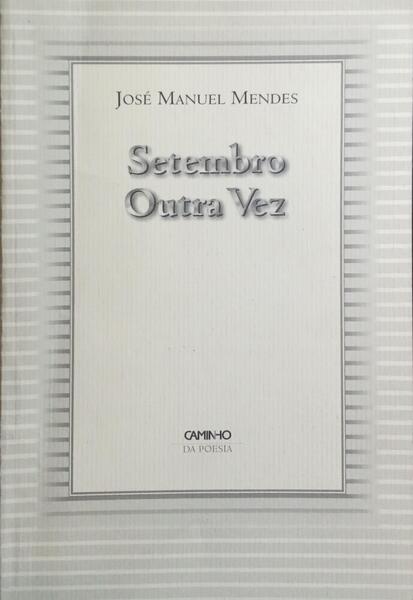 JOSÉ MANUEL MENDES
Setembro
Outra Vez
CAMINHO
DA POESIA